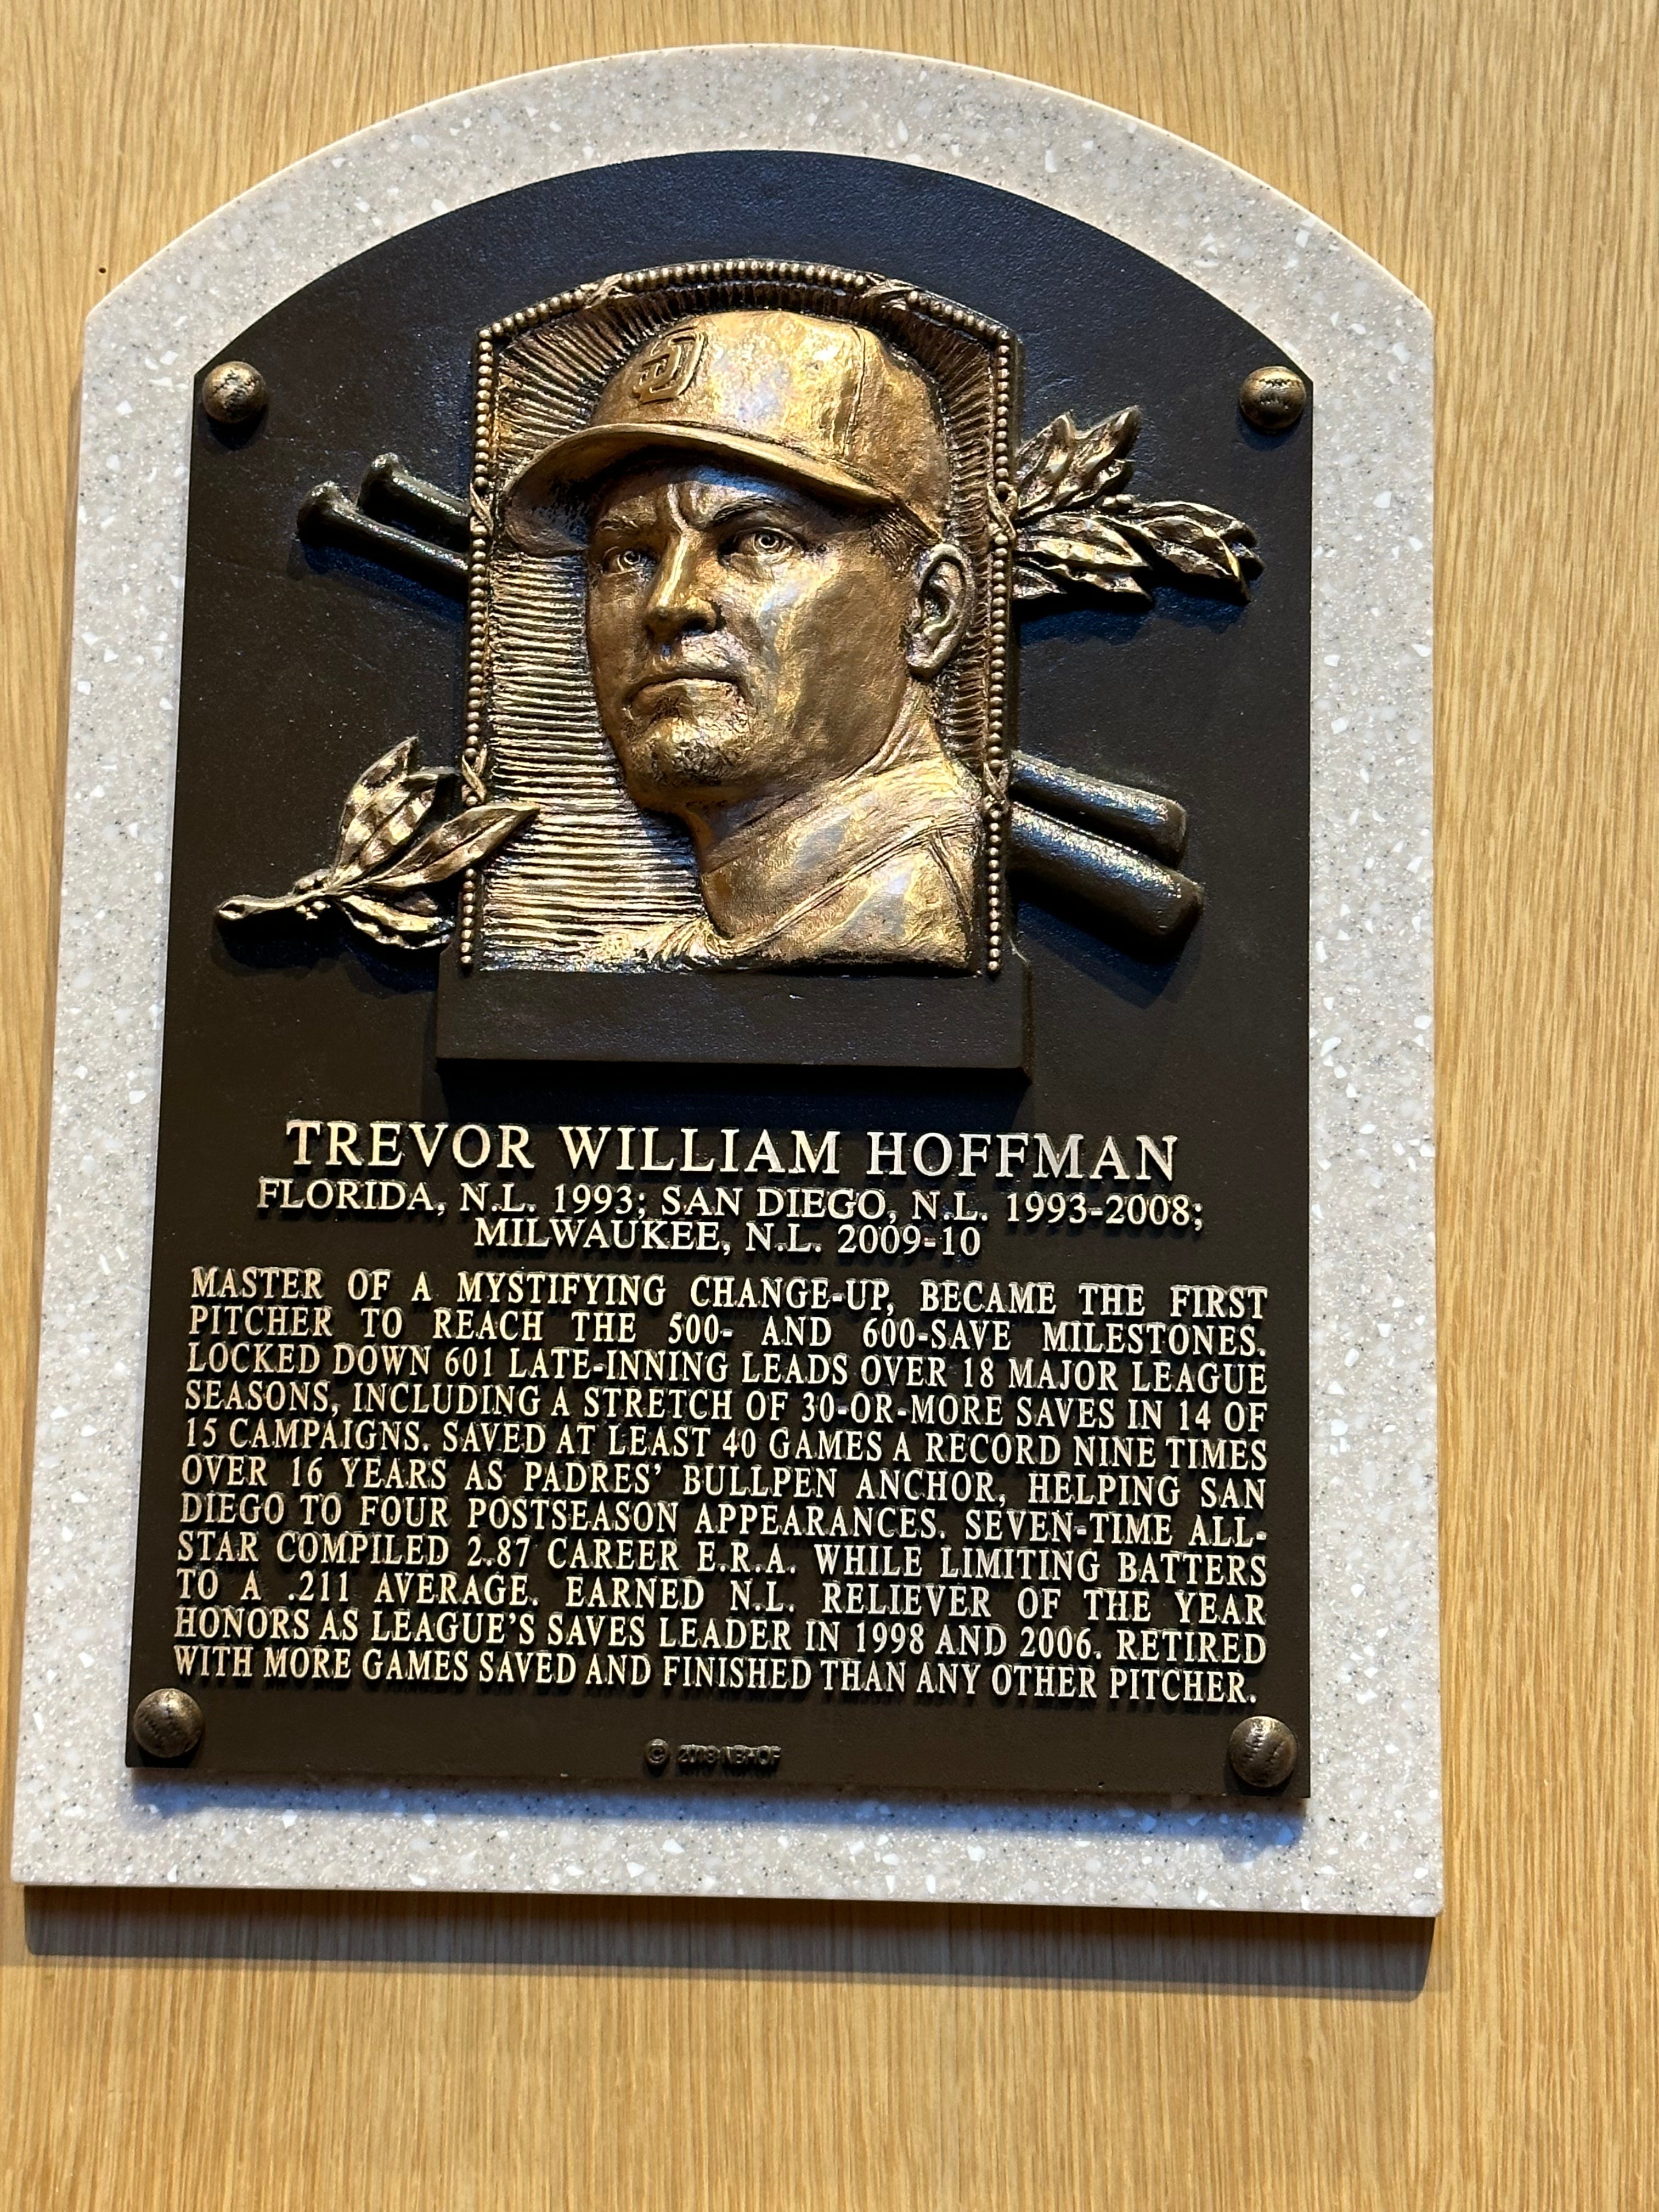 SD
TREVOR WILLIAM HOFFMAN
FLORIDA, N.L. 1993; SAN DIEGO, N.L. 1993-2008;
MILWAUKEE, N.L. 2009-10
MASTER OF A MYSTIFYING CHANGE-UP, BECAME THE FIRST
PITCHER TO REACH THE 500- AND 600-SAVE MILESTONES.
LOCKED DOWN 601 LATE-INNING LEADS OVER 18 MAJOR LEAGUE
SEASONS, INCLUDING A STRETCH OF 30-OR-MORE SAVES IN 14 OF
15 CAMPAIGNS. SAVED AT LEAST 40 GAMES A RECORD NINE TIMES
OVER 16 YEARS AS PADRES' BULLPEN ANCHOR, HELPING SAN
DIEGO TO FOUR POSTSEASON APPEARANCES. SEVEN-TIME ALL-
STAR COMPILED 2.87 CAREER E.R.A. WHILE LIMITING BATTERS
TO A .211 AVERAGE. EARNED N.L. RELIEVER OF THE YEAR
HONORS AS LEAGUE'S SAVES LEADER IN 1998 AND 2006. RETIRED
WITH MORE GAMES SAVED AND FINISHED THAN ANY OTHER PITCHER.
© 2018 NBHOF